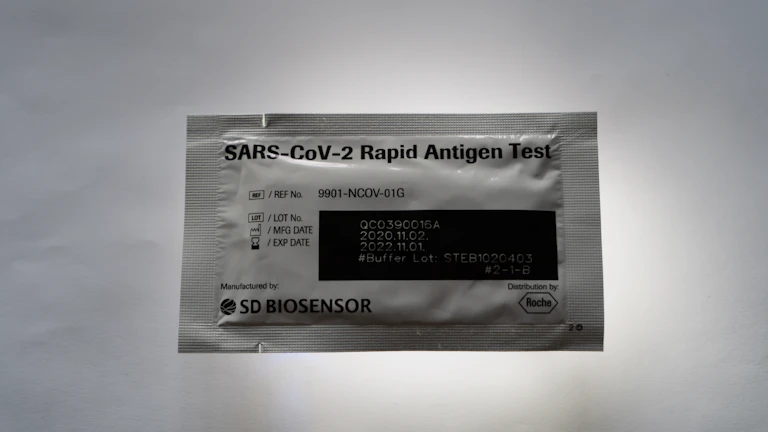 SARS-CoV-2 Rapid Antigen Test
REF / REF No. 9901-NCOV-01G
LOT / LOT No. QC0390016A
/ MFG DATE 2020.11.02.
/ EXP DATE 2022.11.01.
#Buffer Lot: STEB1020403
#2-1-B
Manufactured by:
SD BIOSENSOR
Distribution by:
Roche
2